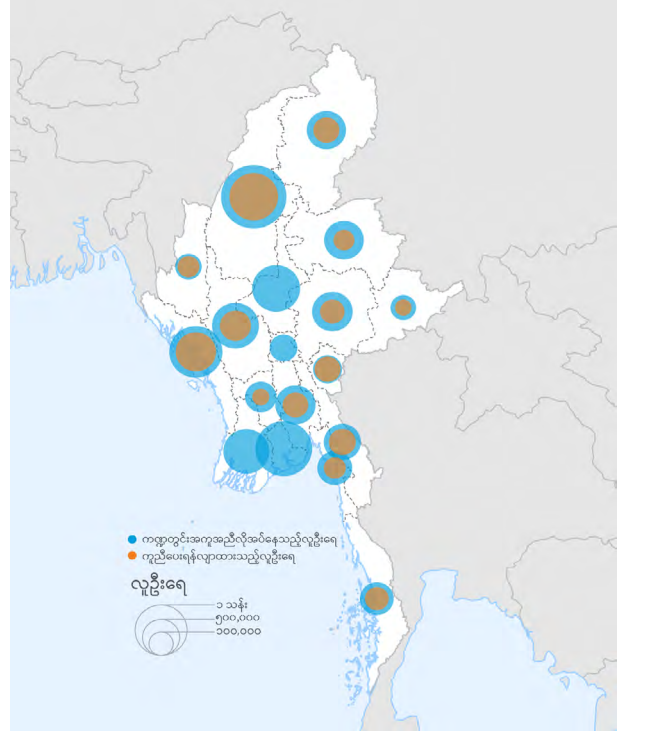 ကဏ္ဍတွင်းအကူအညီလိုအပ်နေသည့်လူဦးရေ
ကူညီပေးရန်လျာထားသည့်လူဦးရေ
လူဦးရေ
၁ သန်း
၅၀၀,၀၀၀
၁၀၀,၀၀၀